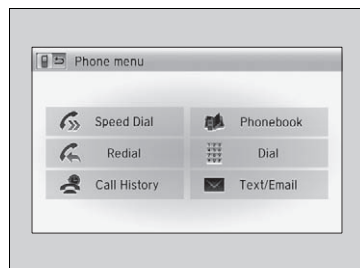 Phone menu
Speed Dial
Phonebook
Redial
Dial
Call History
Text/Email